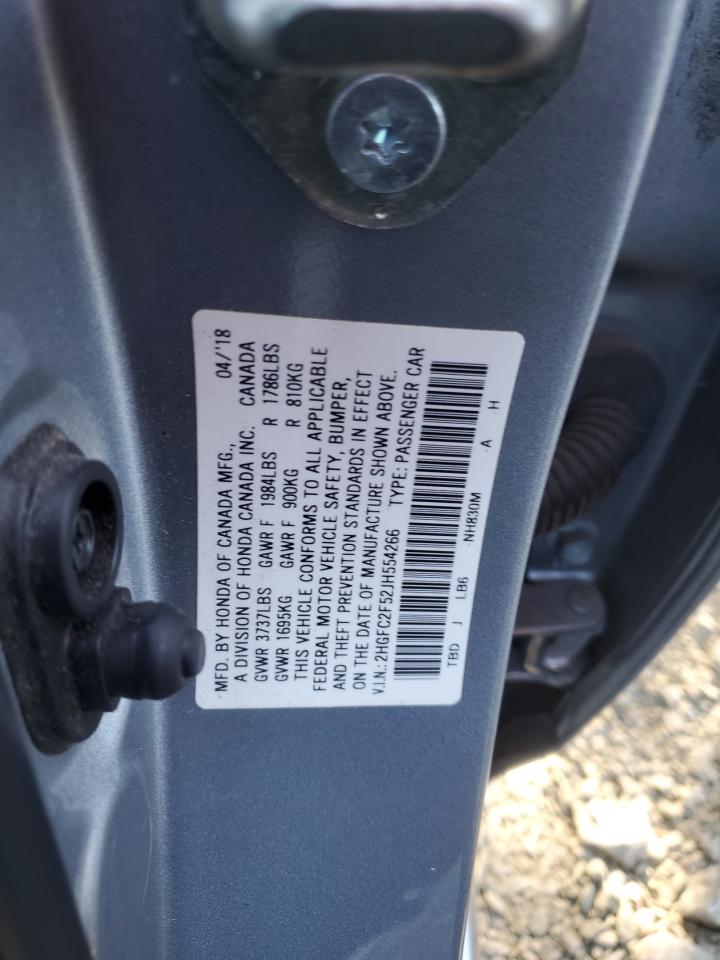 MFD. BY HONDA OF CANADA MFG., 04/'18
A DIVISION OF HONDA CANADA INC. CANADA
GVWR 3737LBS GAWR F 1984LBS R 1786LBS
GVWR 1695KG GAWR F 900KG R 810KG
THIS VEHICLE CONFORMS TO ALL APPLICABLE
FEDERAL MOTOR VEHICLE SAFETY, BUMPER,
AND THEFT PREVENTION STANDARDS IN EFFECT
ON THE DATE OF MANUFACTURE SHOWN ABOVE.
V.I.N.: 2HGFC2F52JH554266 TYPE: PASSENGER CAR
TBD J LB6 NH830M A H